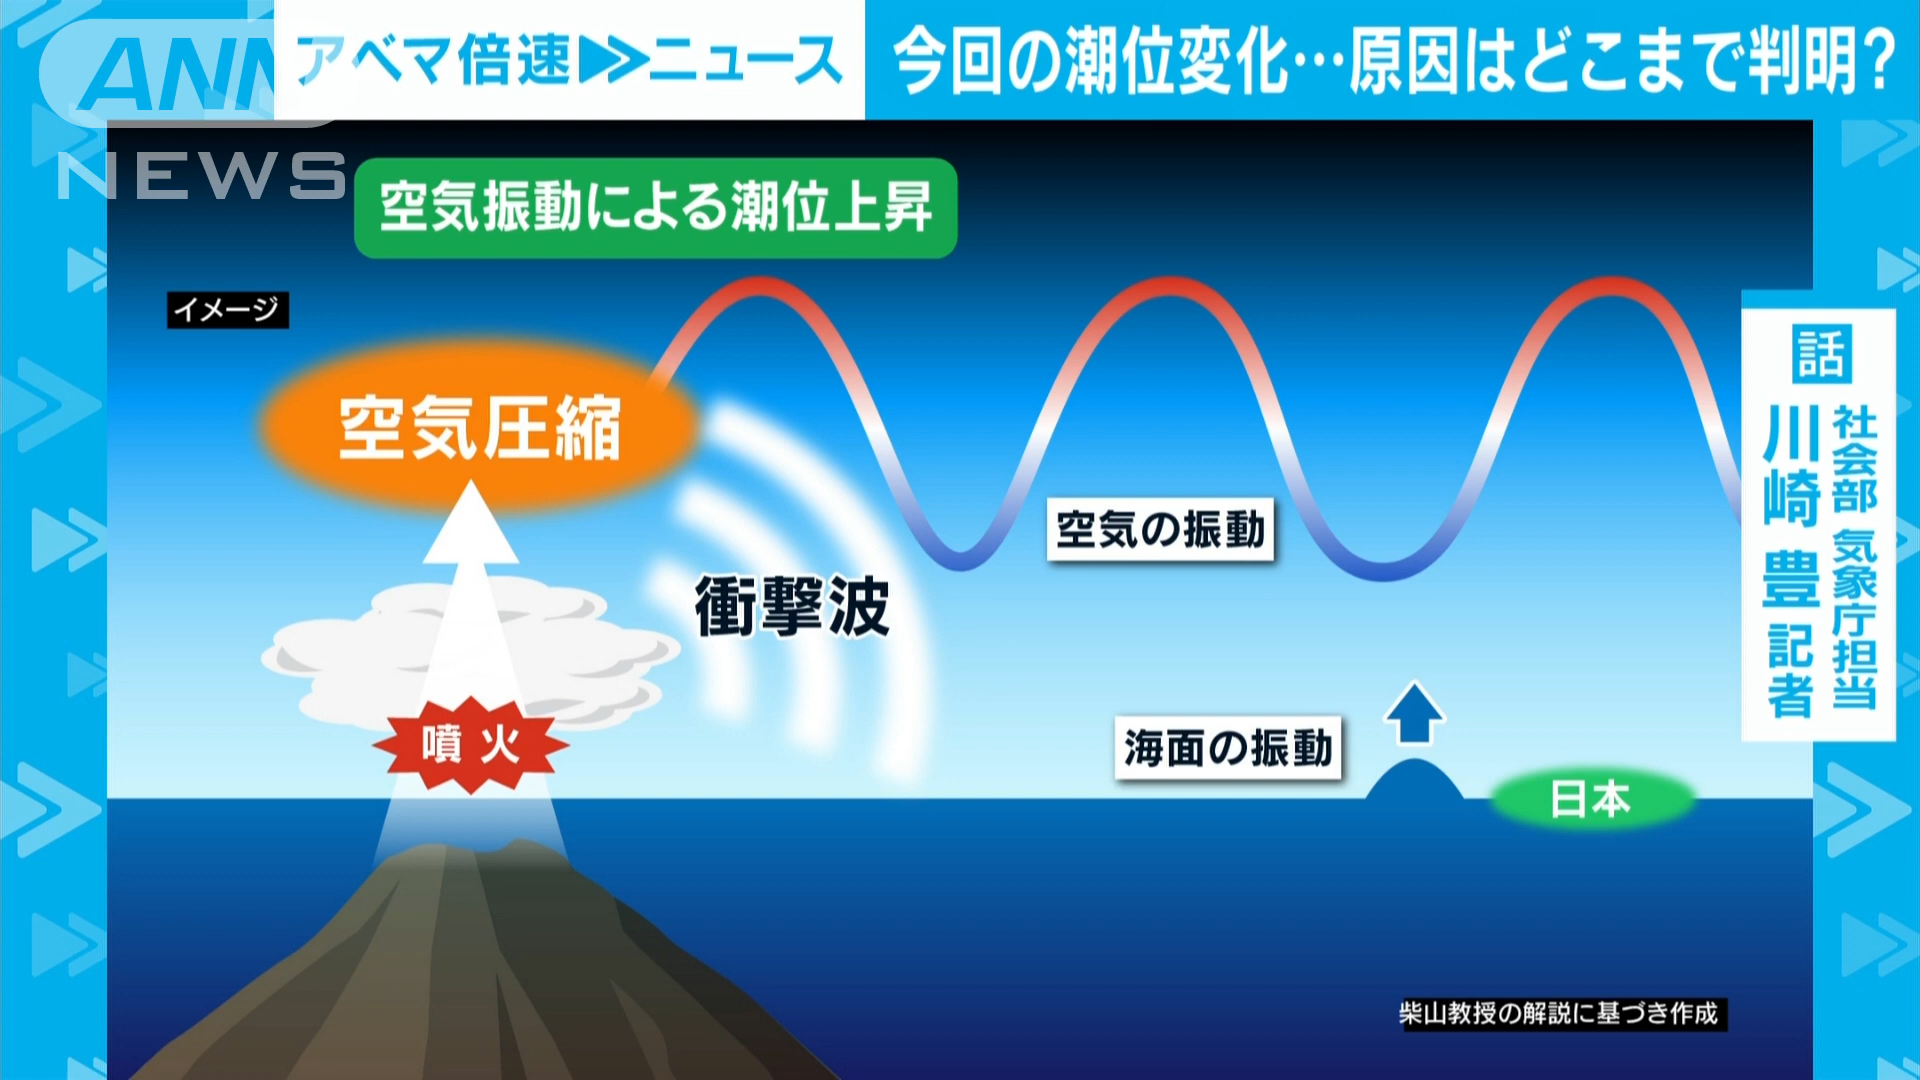 ANN
NEWS
アベマ倍速≫ニュース
今回の潮位変化…原因はどこまで判明?
空気振動による潮位上昇
イメージ
空気圧縮
衝撃波
噴火
空気の振動
海面の振動
日本
話
社会部 気象庁担当
川崎 豊 記者
柴山教授の解説に基づき作成